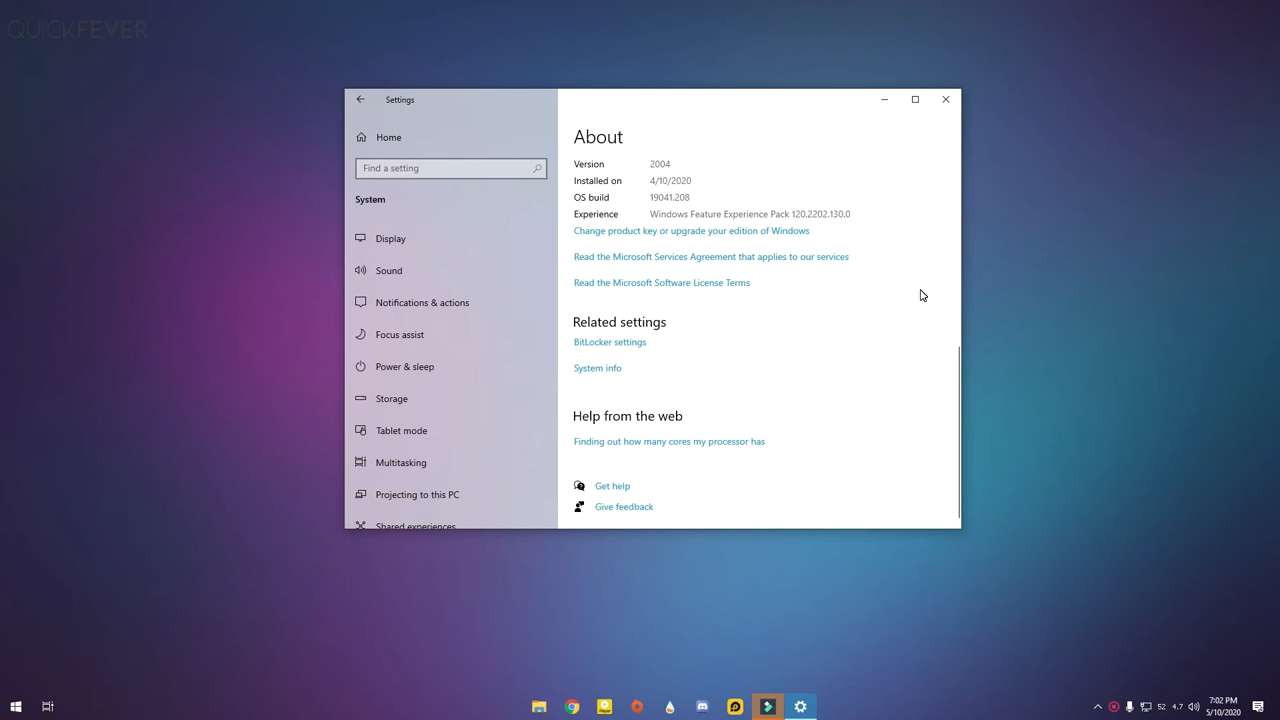 QUICKFEVER
Settings
Home
Find a setting
System
Display
Sound
Notifications & actions
Focus assist
Power & sleep
Storage
Tablet mode
Multitasking
Projecting to this PC
Shared experiences
About
Version 2004
Installed on 4/10/2020
OS build 19041.208
Experience Windows Feature Experience Pack 120.2202.130.0
Change product key or upgrade your edition of Windows
Read the Microsoft Services Agreement that applies to our services
Read the Microsoft Software License Terms
Related settings
BitLocker settings
System info
Help from the web
Finding out how many cores my processor has
Get help
Give feedback
52 4.7 7:02 PM
5/10/2020